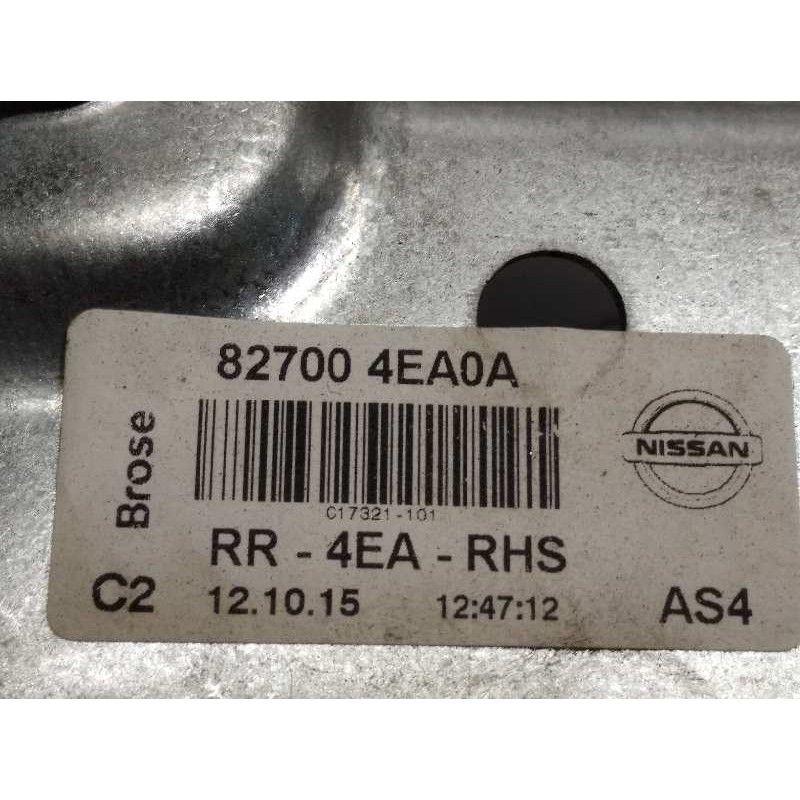 82700 4EA0A
Brose
NISSAN
C17321-101
RR - 4EA - RHS
C2 12.10.15 12:47:12 AS4